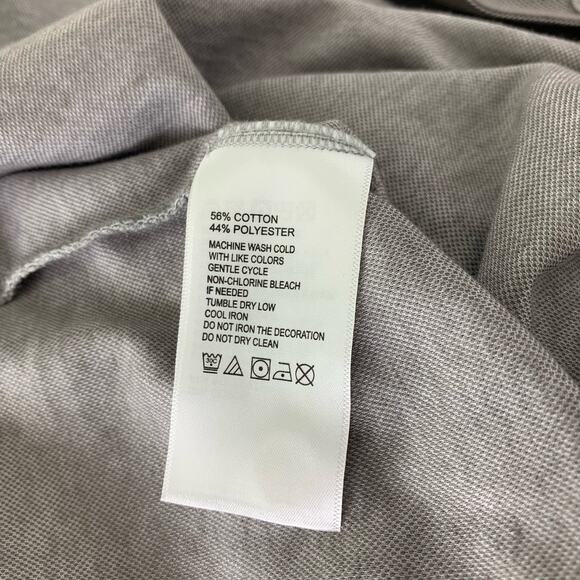 56% COTTON
44% POLYESTER
MACHINE WASH COLD
WITH LIKE COLORS
GENTLE CYCLE
NON-CHLORINE BLEACH
IF NEEDED
TUMBLE DRY LOW
COOL IRON
DO NOT IRON THE DECORATION
DO NOT DRY CLEAN
30C